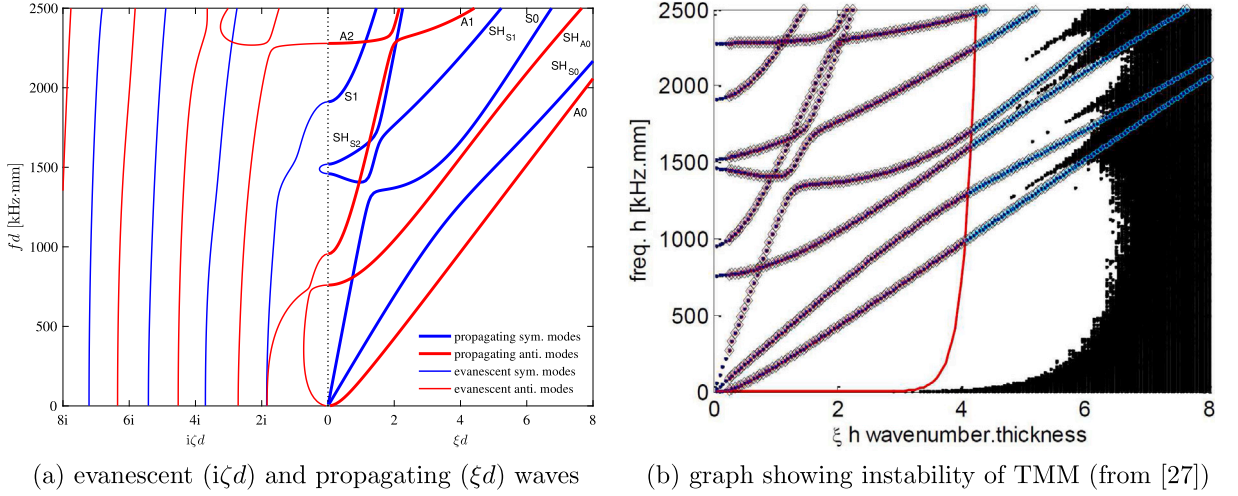 2500
2000
1500
1000
500
0
fd [kHz·mm]
A2
A1
S0
SH_S1
SH_A0
SH_S0
S1
A0
SH_S2
propagating sym. modes
propagating anti. modes
evanescent sym. modes
evanescent anti. modes
8i 6i 4i 2i 0 2 4 6 8
iζd ξd
(a) evanescent (iζd) and propagating (ξd) waves
2500
2000
1500
1000
500
0
freq. h [kHz.mm]
0 2 4 6 8
ξ h wavenumber.thickness
(b) graph showing instability of TMM (from [27])